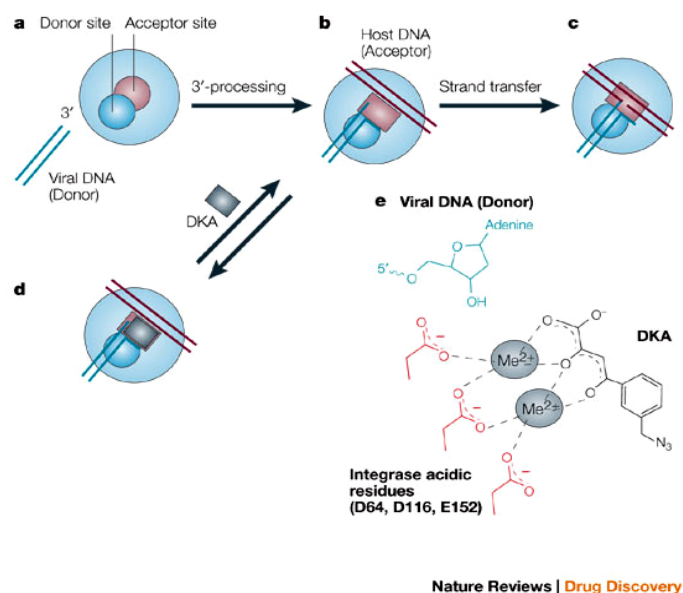 a
Donor site
Acceptor site
3′
Viral DNA
(Donor)
3′-processing
b
Host DNA
(Acceptor)
Strand transfer
c
DKA
d
e
Viral DNA (Donor)
Adenine
5′
O
O
OH
O
O
–
O
O
–
O
O
–
Me2+
Me2+
O
O–
O
O
DKA
N3
Integrase acidic
residues
(D64, D116, E152)
Nature Reviews | Drug Discovery